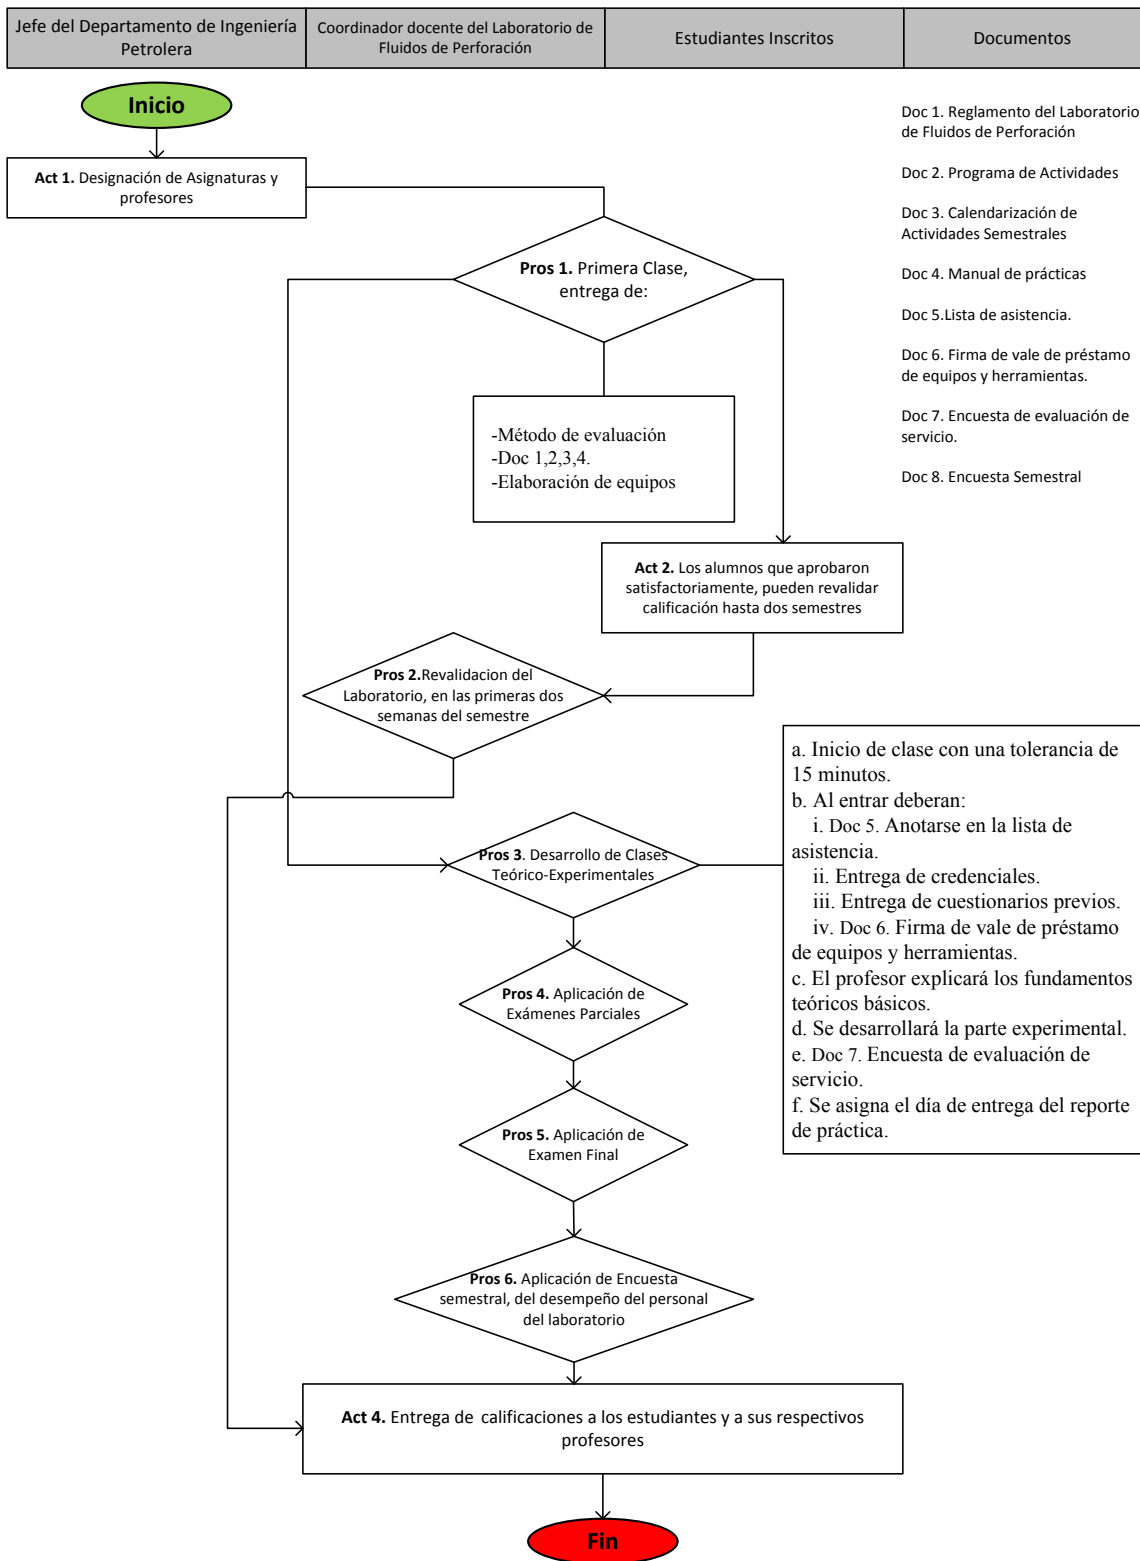 Jefe del Departamento de Ingeniería
Petrolera
Coordinador docente del Laboratorio de
Fluidos de Perforación
Estudiantes Inscritos
Documentos
Inicio
Act 1. Designación de Asignaturas y
profesores
Doc 1. Reglamento del Laboratorio
de Fluidos de Perforación
Doc 2. Programa de Actividades
Doc 3. Calendarización de
Actividades Semestrales
Doc 4. Manual de prácticas
Doc 5.Lista de asistencia.
Doc 6. Firma de vale de préstamo
de equipos y herramientas.
Doc 7. Encuesta de evaluación de
servicio.
Doc 8. Encuesta Semestral
Pros 1. Primera Clase,
entrega de:
-Método de evaluación
-Doc 1,2,3,4.
-Elaboración de equipos
Act 2. Los alumnos que aprobaron
satisfactoriamente, pueden revalidar
calificación hasta dos semestres
Pros 2.Revalidacion del
Laboratorio, en las primeras dos
semanas del semestre
a. Inicio de clase con una tolerancia de
15 minutos.
b. Al entrar deberan:
i. Doc 5. Anotarse en la lista de
asistencia.
ii. Entrega de credenciales.
iii. Entrega de cuestionarios previos.
iv. Doc 6. Firma de vale de préstamo
de equipos y herramientas.
c. El profesor explicará los fundamentos
teóricos básicos.
d. Se desarrollará la parte experimental.
e. Doc 7. Encuesta de evaluación de
servicio.
f. Se asigna el día de entrega del reporte
de práctica.
Pros 3. Desarrollo de Clases
Teórico-Experimentales
Pros 4. Aplicación de
Exámenes Parciales
Pros 5. Aplicación de
Examen Final
Pros 6. Aplicación de Encuesta
semestral, del desempeño del personal
del laboratorio
Act 4. Entrega de calificaciones a los estudiantes y a sus respectivos
profesores
Fin